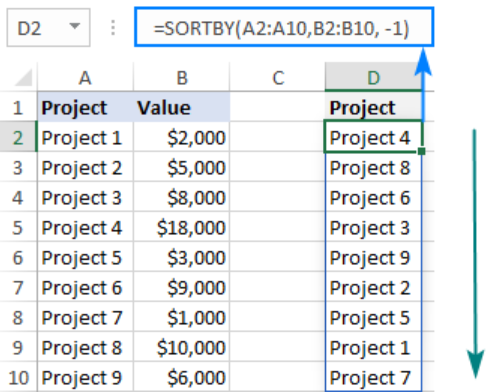 D2 =SORTBY(A2:A10,B2:B10, -1)
A B C D
1 Project Value Project
2 Project 1 $2,000 Project 4
3 Project 2 $5,000 Project 8
4 Project 3 $8,000 Project 6
5 Project 4 $18,000 Project 3
6 Project 5 $3,000 Project 9
7 Project 6 $9,000 Project 2
8 Project 7 $1,000 Project 5
9 Project 8 $10,000 Project 1
10 Project 9 $6,000 Project 7